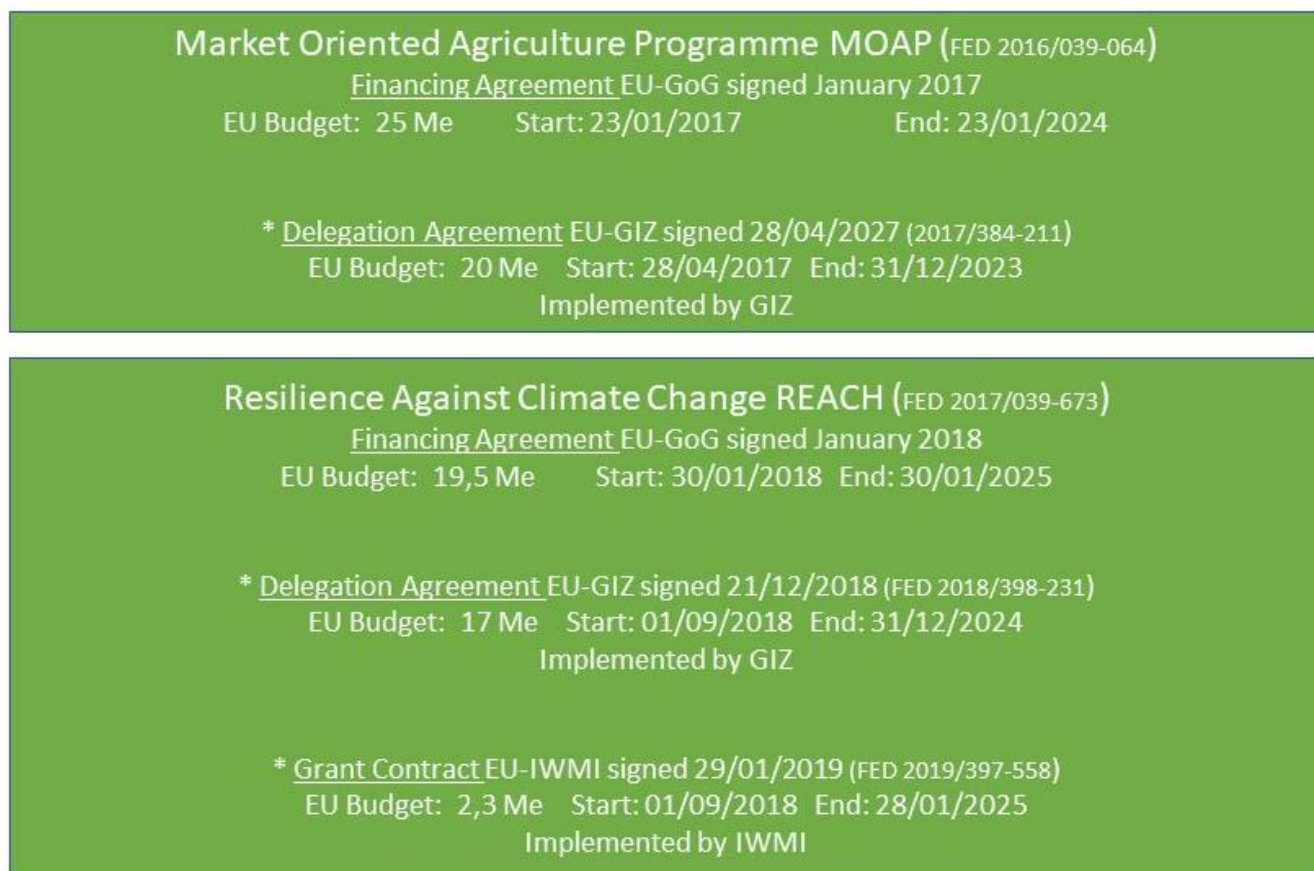 Market Oriented Agriculture Programme MOAP (FED 2016/039-064)
Financing Agreement EU-GoG signed January 2017
EU Budget: 25 Me Start: 23/01/2017 End: 23/01/2024
* Delegation Agreement EU-GIZ signed 28/04/2027 (2017/384-211)
EU Budget: 20 Me Start: 28/04/2017 End: 31/12/2023
Implemented by GIZ
Resilience Against Climate Change REACH (FED 2017/039-673)
Financing Agreement EU-GoG signed January 2018
EU Budget: 19,5 Me Start: 30/01/2018 End: 30/01/2025
* Delegation Agreement EU-GIZ signed 21/12/2018 (FED 2018/398-231)
EU Budget: 17 Me Start: 01/09/2018 End: 31/12/2024
Implemented by GIZ
* Grant Contract EU-IWMI signed 29/01/2019 (FED 2019/397-558)
EU Budget: 2,3 Me Start: 01/09/2018 End: 28/01/2025
Implemented by IWMI